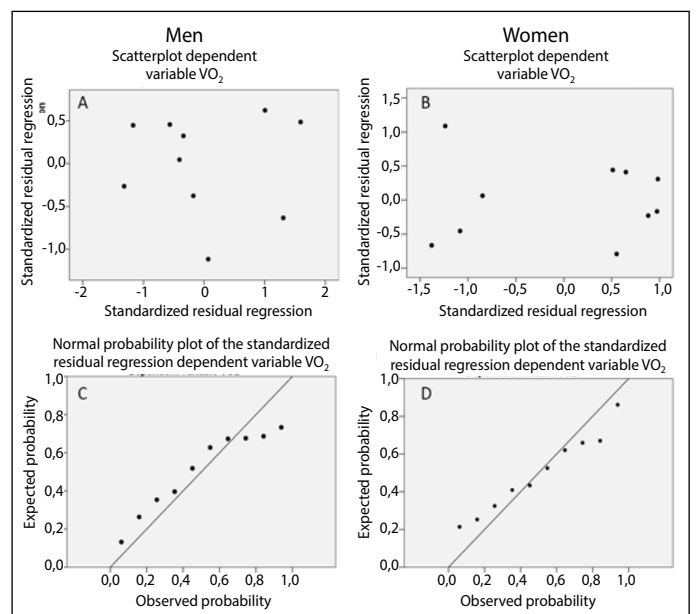 Men
Scatterplot dependent
variable VO2
Standardized residual regression
A
0,5
0,0
-0,5
-1,0
-2
-1
0
1
2
Standardized residual regression
Women
Scatterplot dependent
variable VO2
Standardized residual regression
B
1,5
1,0
0,5
0,0
-0,5
-1,0
-1,5
-1,0
-0,5
0,0
0,5
1,0
Standardized residual regression
Normal probability plot of the standardized
residual regression dependent variable VO2
Expected probability
C
1,0
0,8
0,6
0,4
0,2
0,0
0,0
0,2
0,4
0,6
0,8
1,0
Observed probability
Normal probability plot of the standardized
residual regression dependent variable VO2
Expected probability
D
1,0
0,8
0,6
0,4
0,2
0,0
0,0
0,2
0,4
0,6
0,8
1,0
Observed probability